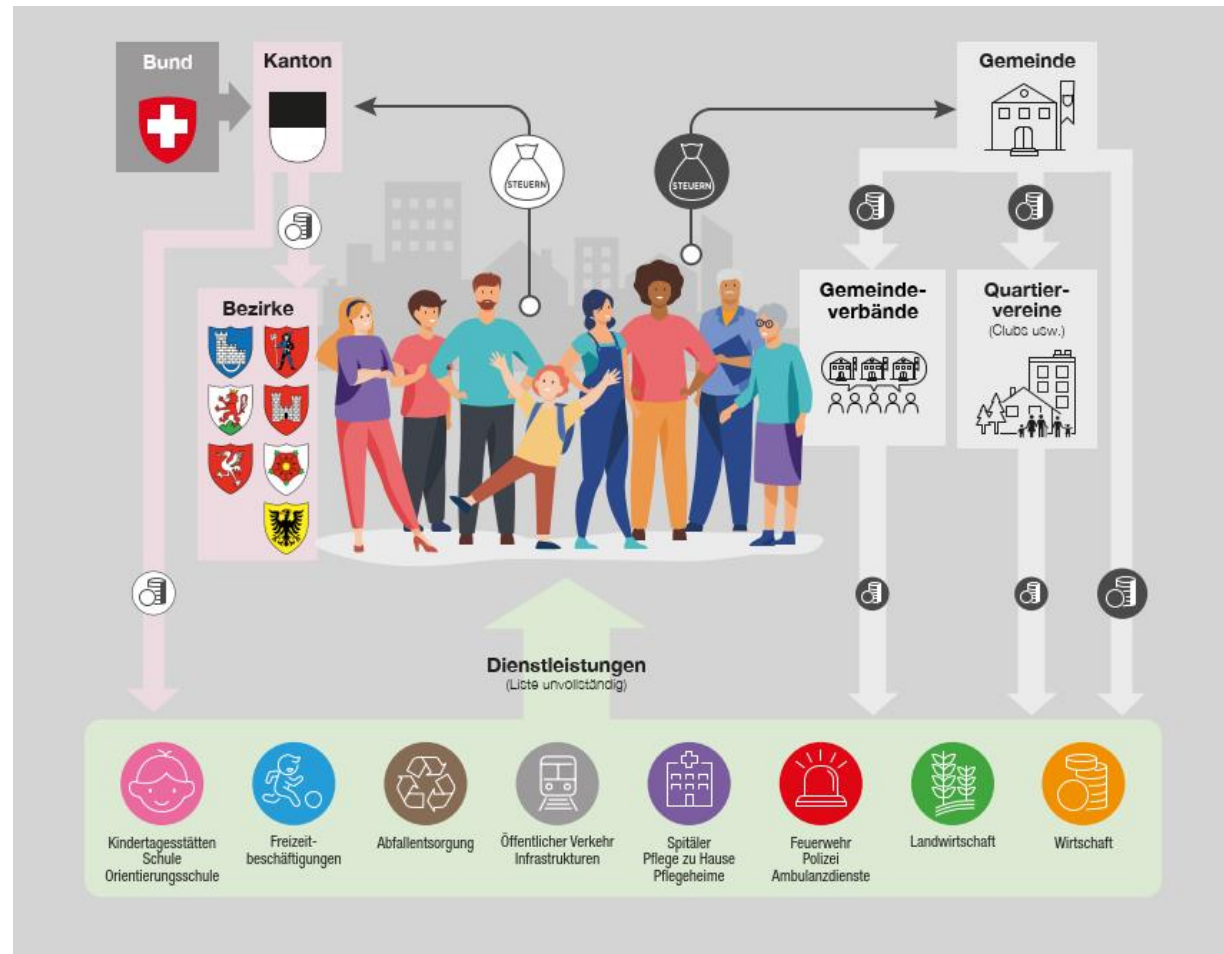 Bund
Kanton
Gemeinde
STEUERN
STEUERN
Bezirke
Gemeinde-
verbände
Quartier-
vereine
(Clubs usw.)
Dienstleistungen
(Liste unvollständig)
Kindertagesstätten
Schule
Orientierungsschule
Freizeit-
beschäftigungen
Abfallentsorgung
Öffentlicher Verkehr
Infrastrukturen
Spitäler
Pflege zu Hause
Pflegeheime
Feuerwehr
Polizei
Ambulanzdienste
Landwirtschaft
Wirtschaft